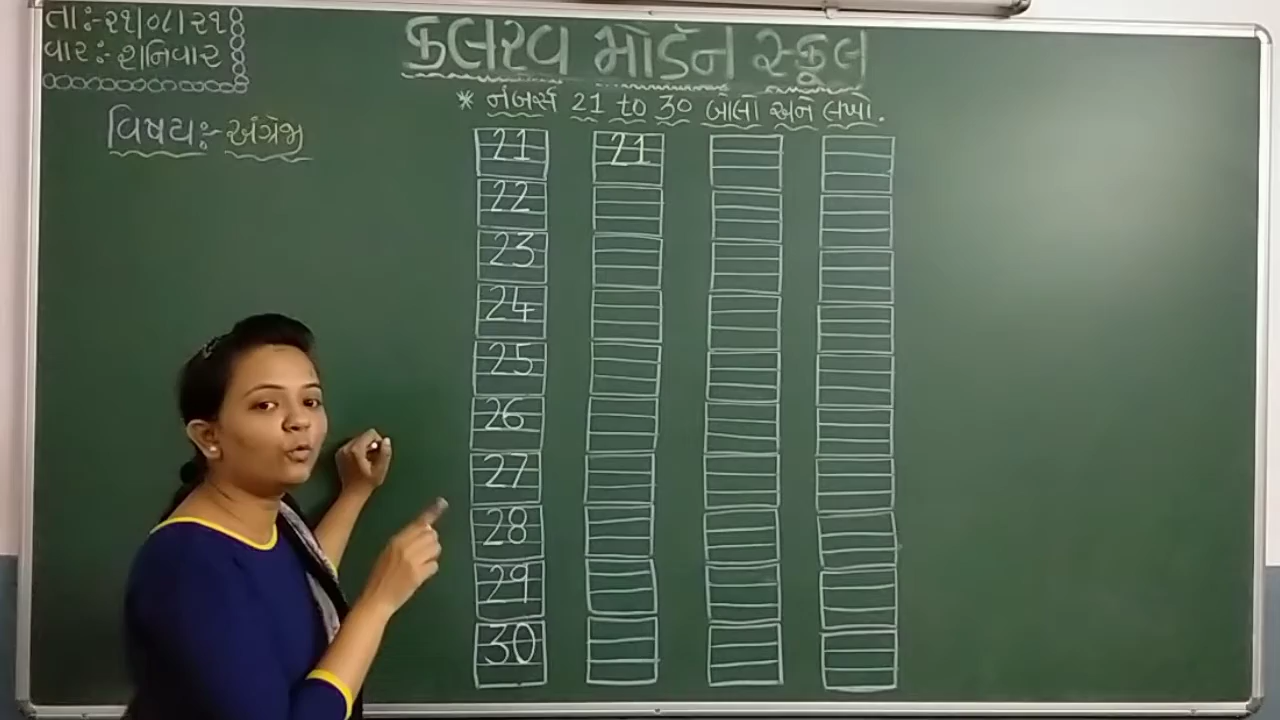 તા:-૨૧/૦૮/૨૧
વાર:- શનિવાર
કલરવ મોર્ડન સ્કૂલ
* નંબર્સ 21 to 30 બોલો અને લખો.
વિષય:- અંગ્રેજી
21 21
22
23
24
25
26
27
28
29
30